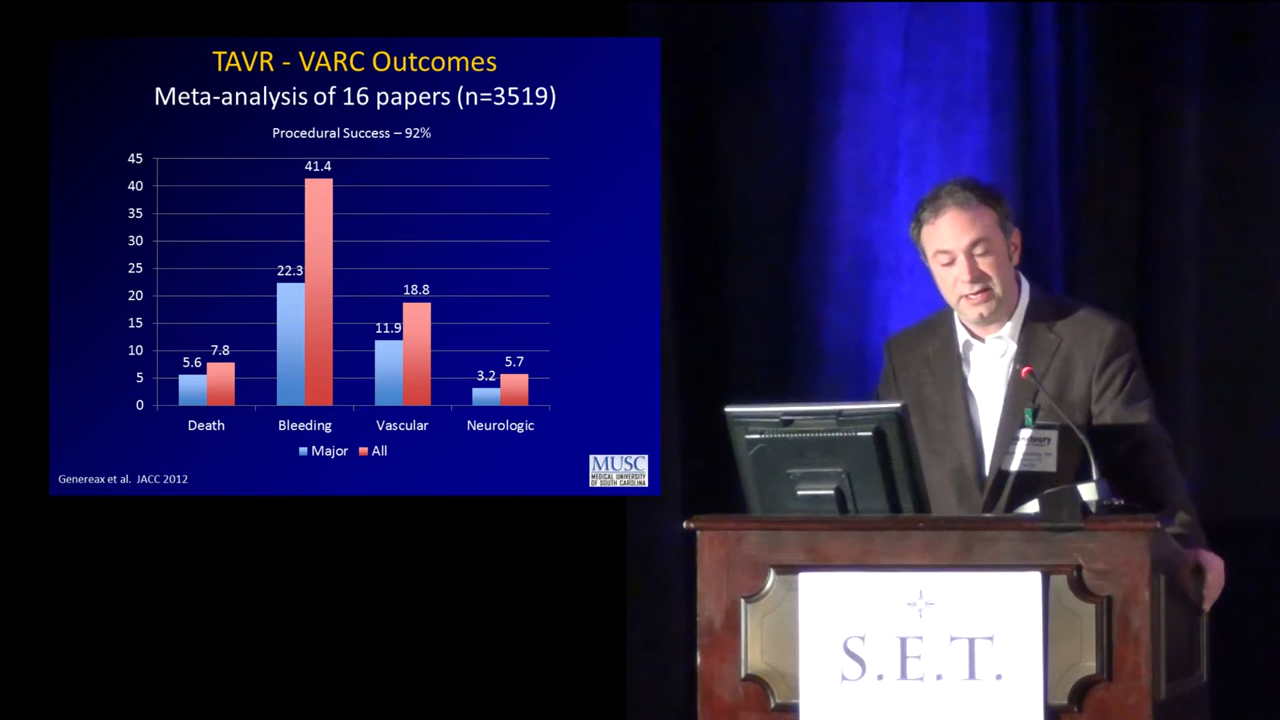 TAVR - VARC Outcomes
Meta-analysis of 16 papers (n=3519)
Procedural Success – 92%
45
40
35
30
25
20
15
10
5
0
5.6
7.8
22.3
41.4
11.9
18.8
3.2
5.7
Death
Bleeding
Vascular
Neurologic
Major
All
Genereax et al. JACC 2012
MUSC
MEDICAL UNIVERSITY
OF SOUTH CAROLINA
S.E.T.